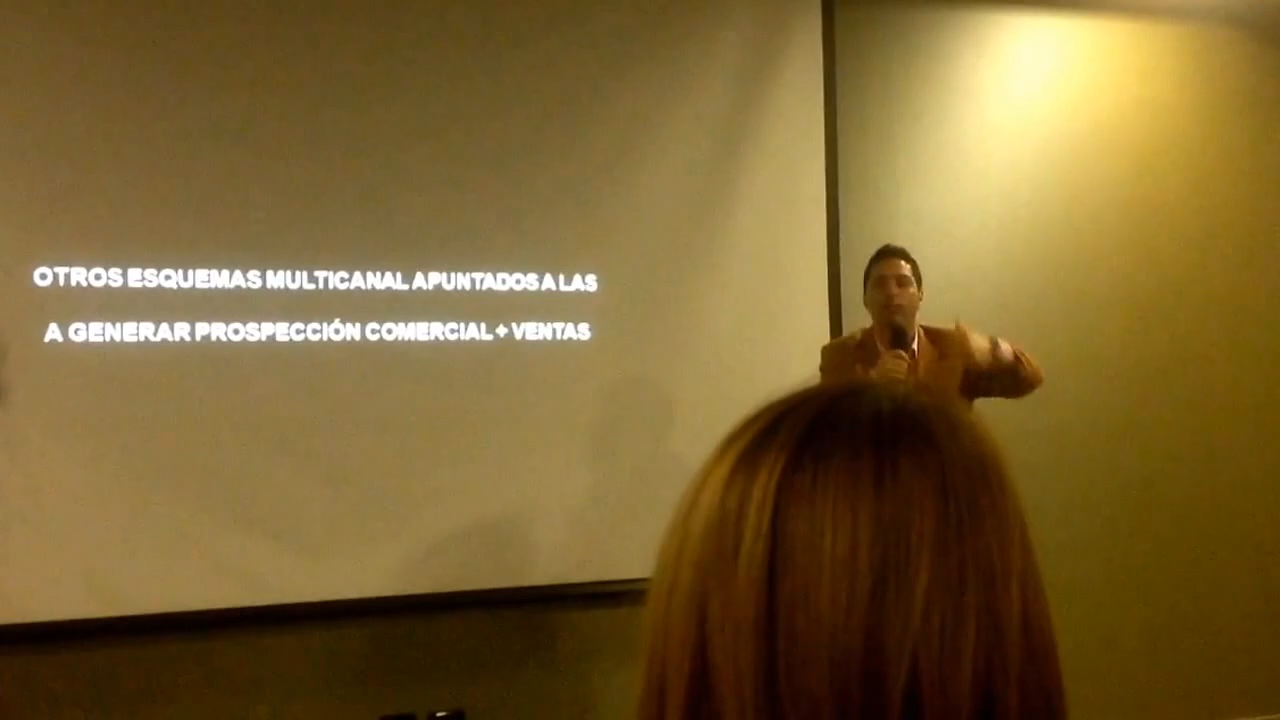 OTROS ESQUEMAS MULTICANAL APUNTADOS A LAS
A GENERAR PROSPECCIÓN COMERCIAL + VENTAS